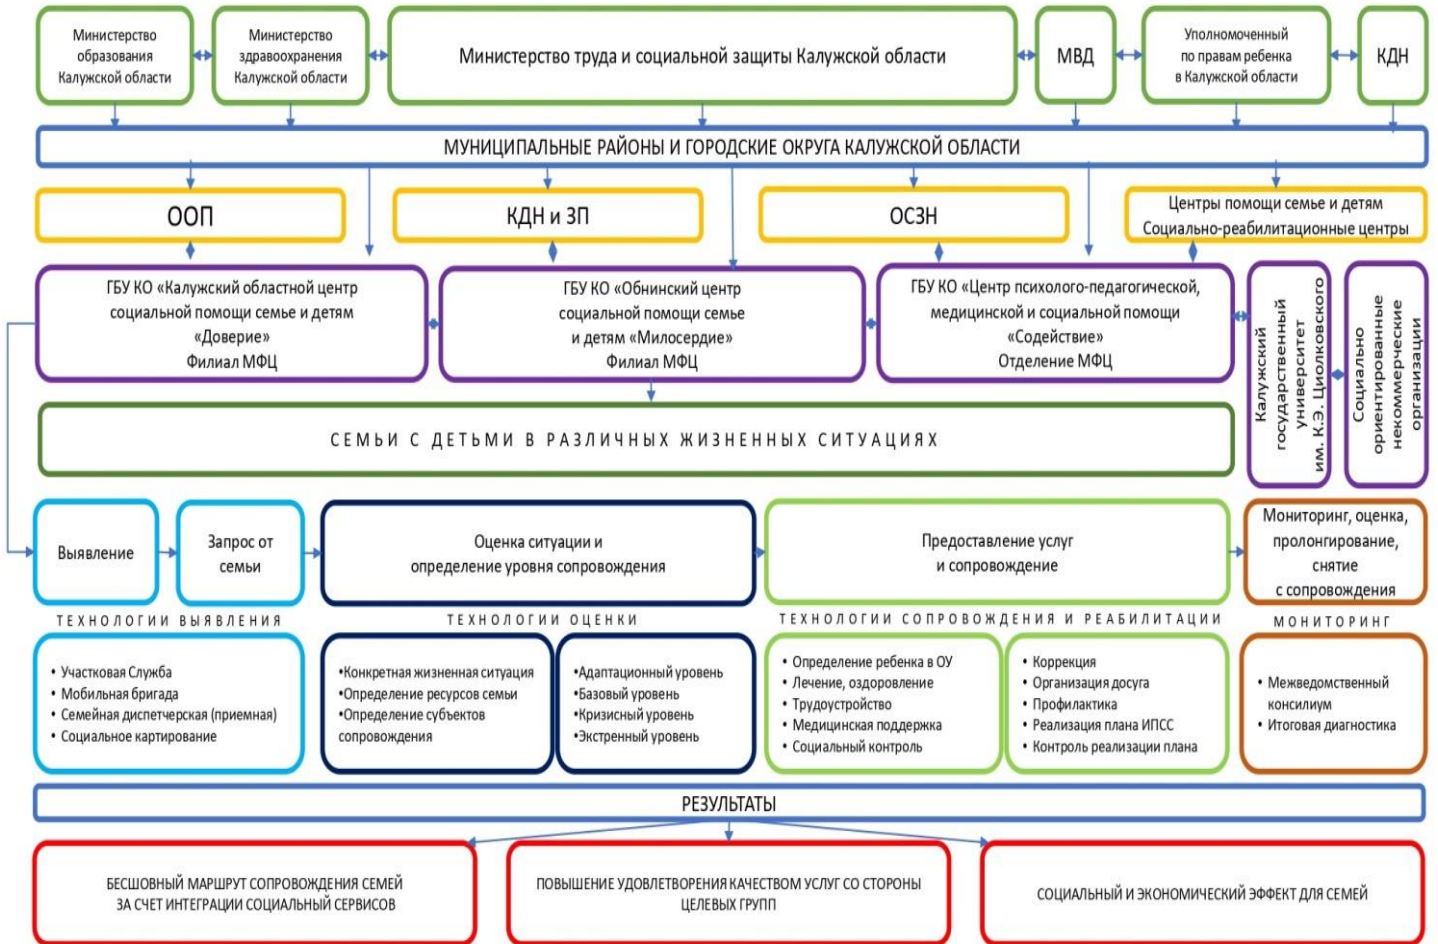 Министерство
образования
Калужской области
Министерство
здравоохранения
Калужской области
Министерство труда и социальной защиты Калужской области
МВД
Уполномоченный
по правам ребенка
в Калужской области
КДН
МУНИЦИПАЛЬНЫЕ РАЙОНЫ И ГОРОДСКИЕ ОКРУГА КАЛУЖСКОЙ ОБЛАСТИ
ООП
КДН и ЗП
ОСЗН
Центры помощи семье и детям
Социально-реабилитационные центры
ГБУ КО «Калужский областной центр
социальной помощи семье и детям
«Доверие»
Филиал МФЦ
ГБУ КО «Обнинский центр
социальной помощи семье
и детям «Милосердие»
Филиал МФЦ
ГБУ КО «Центр психолого-педагогической,
медицинской и социальной помощи
«Содействие»
Отделение МФЦ
Калужский
государственный
университет
им. К.Э. Циолковского
Социально
ориентированные
некоммерческие
организации
СЕМЬИ С ДЕТЬМИ В РАЗЛИЧНЫХ ЖИЗНЕННЫХ СИТУАЦИЯХ
Выявление
Запрос от
семьи
Оценка ситуации и
определение уровня сопровождения
Предоставление услуг
и сопровождение
Мониторинг, оценка,
пролонгирование,
снятие
с сопровождения
ТЕХНОЛОГИИ ВЫЯВЛЕНИЯ
ТЕХНОЛОГИИ ОЦЕНКИ
ТЕХНОЛОГИИ СОПРОВОЖДЕНИЯ И РЕАБИЛИТАЦИИ
МОНИТОРИНГ
• Участковая Служба
• Мобильная бригада
• Семейная диспетчерская (приемная)
• Социальное картирование
•Конкретная жизненная ситуация
•Определение ресурсов семьи
•Определение субъектов
сопровождения
•Адаптационный уровень
•Базовый уровень
•Кризисный уровень
•Экстренный уровень
• Определение ребенка в ОУ
• Лечение, оздоровление
• Трудоустройство
• Медицинская поддержка
• Социальный контроль
• Коррекция
• Организация досуга
• Профилактика
• Реализация плана ИПСС
• Контроль реализации плана
• Межведомственный
консилиум
• Итоговая диагностика
РЕЗУЛЬТАТЫ
БЕСШОВНЫЙ МАРШРУТ СОПРОВОЖДЕНИЯ СЕМЕЙ
ЗА СЧЕТ ИНТЕГРАЦИИ СОЦИАЛЬНЫЙ СЕРВИСОВ
ПОВЫШЕНИЕ УДОВЛЕТВОРЕНИЯ КАЧЕСТВОМ УСЛУГ СО СТОРОНЫ
ЦЕЛЕВЫХ ГРУПП
СОЦИАЛЬНЫЙ И ЭКОНОМИЧЕСКИЙ ЭФФЕКТ ДЛЯ СЕМЕЙ